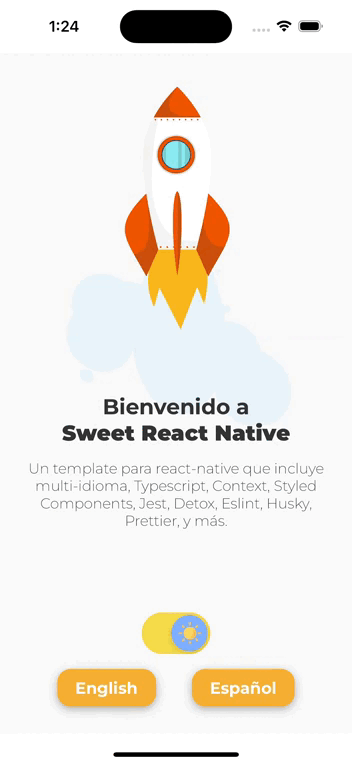 1:24
Bienvenido a
Sweet React Native
Un template para react-native que incluye
multi-idioma, Typescript, Context, Styled
Components, Jest, Detox, Eslint, Husky,
Prettier, y más.
English
Español